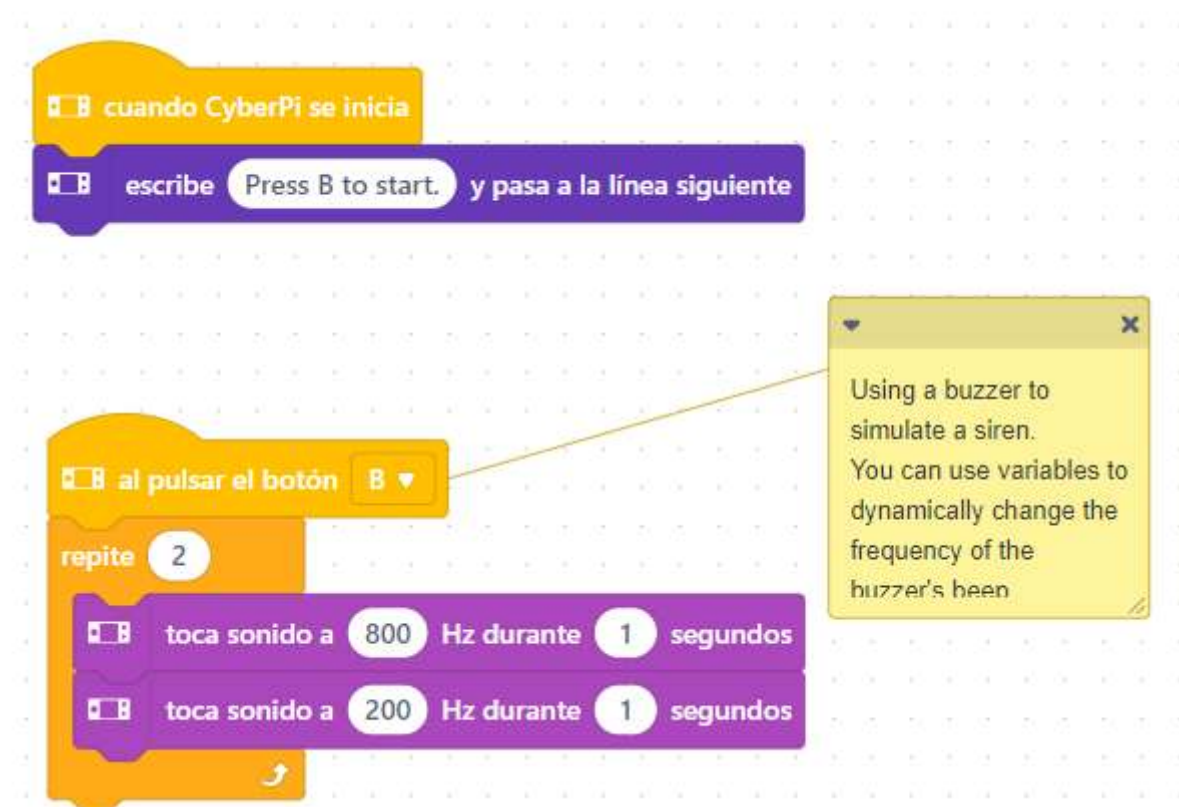 cuando CyberPi se inicia
escribe Press B to start. y pasa a la línea siguiente
Using a buzzer to
simulate a siren.
You can use variables to
dynamically change the
frequency of the
buzzer's
al pulsar el botón B
repite 2
toca sonido a 800 Hz durante 1 segundos
toca sonido a 200 Hz durante 1 segundos